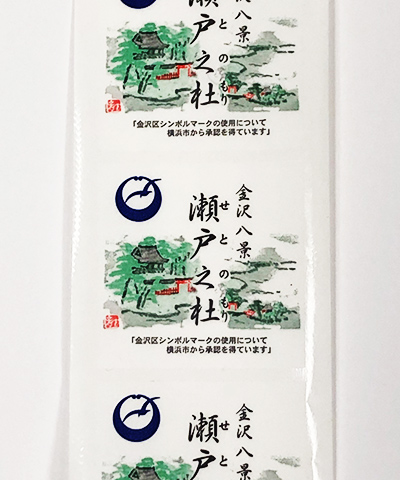 沢八景
瀬戸之杜
とのもり
「金沢区シンボルマークの使用について
横浜市から承認を得ています」
金沢八景
瀬戸之杜
せとのもり
「金沢区シンボルマークの使用について
横浜市から承認を得ています」
金沢八景
瀬戸
せと